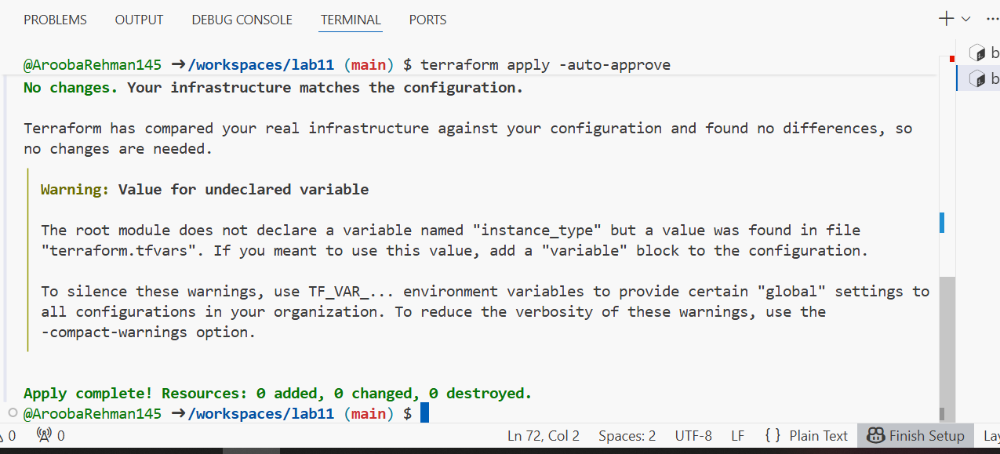 PROBLEMS OUTPUT DEBUG CONSOLE TERMINAL PORTS
@AroobaRehman145 ➜/workspaces/lab11 (main) $ terraform apply -auto-approve
No changes. Your infrastructure matches the configuration.
Terraform has compared your real infrastructure against your configuration and found no differences, so
no changes are needed.
Warning: Value for undeclared variable
The root module does not declare a variable named "instance_type" but a value was found in file
"terraform.tfvars". If you meant to use this value, add a "variable" block to the configuration.
To silence these warnings, use TF_VAR_... environment variables to provide certain "global" settings to
all configurations in your organization. To reduce the verbosity of these warnings, use the
-compact-warnings option.
Apply complete! Resources: 0 added, 0 changed, 0 destroyed.
@AroobaRehman145 ➜/workspaces/lab11 (main) $
b
b
0 0 Ln 72, Col 2 Spaces: 2 UTF-8 LF { } Plain Text Finish Setup Lay